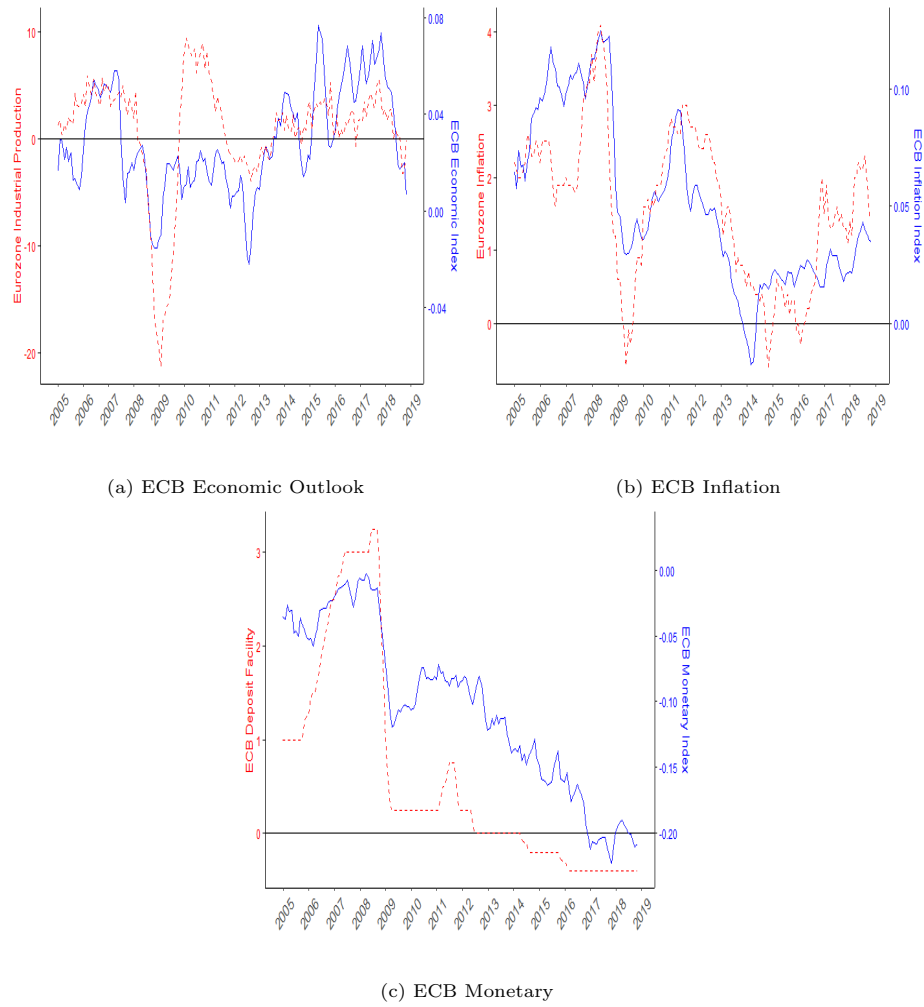 Eurozone Industrial Production
10
0
-10
-20
0.08
0.04
0.00
-0.04
ECB Economic Index
2005 2006 2007 2008 2009 2010 2011 2012 2013 2014 2015 2016 2017 2018 2019
(a) ECB Economic Outlook
Eurozone Inflation
4
3
2
1
0
0.10
0.05
0.00
ECB Inflation Index
2005 2006 2007 2008 2009 2010 2011 2012 2013 2014 2015 2016 2017 2018 2019
(b) ECB Inflation
ECB Deposit Facility
3
2
1
0
0.00
-0.05
-0.10
-0.15
-0.20
ECB Monetary Index
2005 2006 2007 2008 2009 2010 2011 2012 2013 2014 2015 2016 2017 2018 2019
(c) ECB Monetary